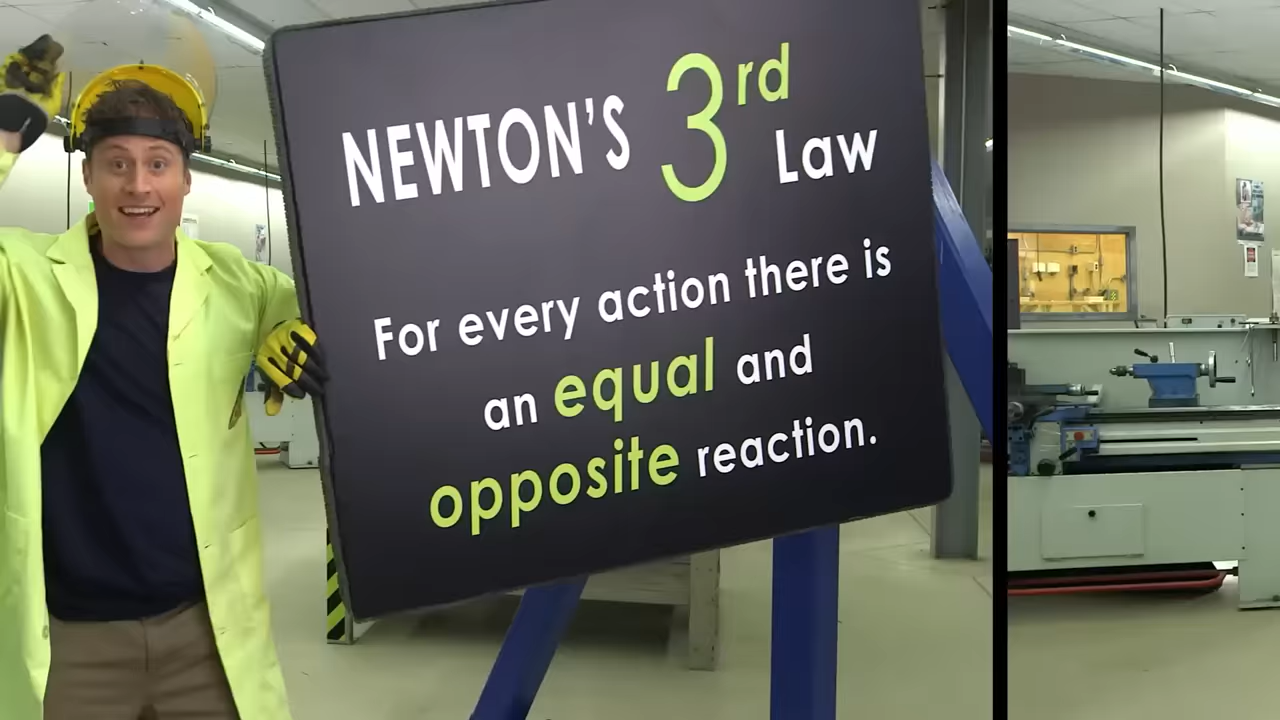 NEWTON'S 3rd Law
For every action there is
an equal and
opposite reaction.